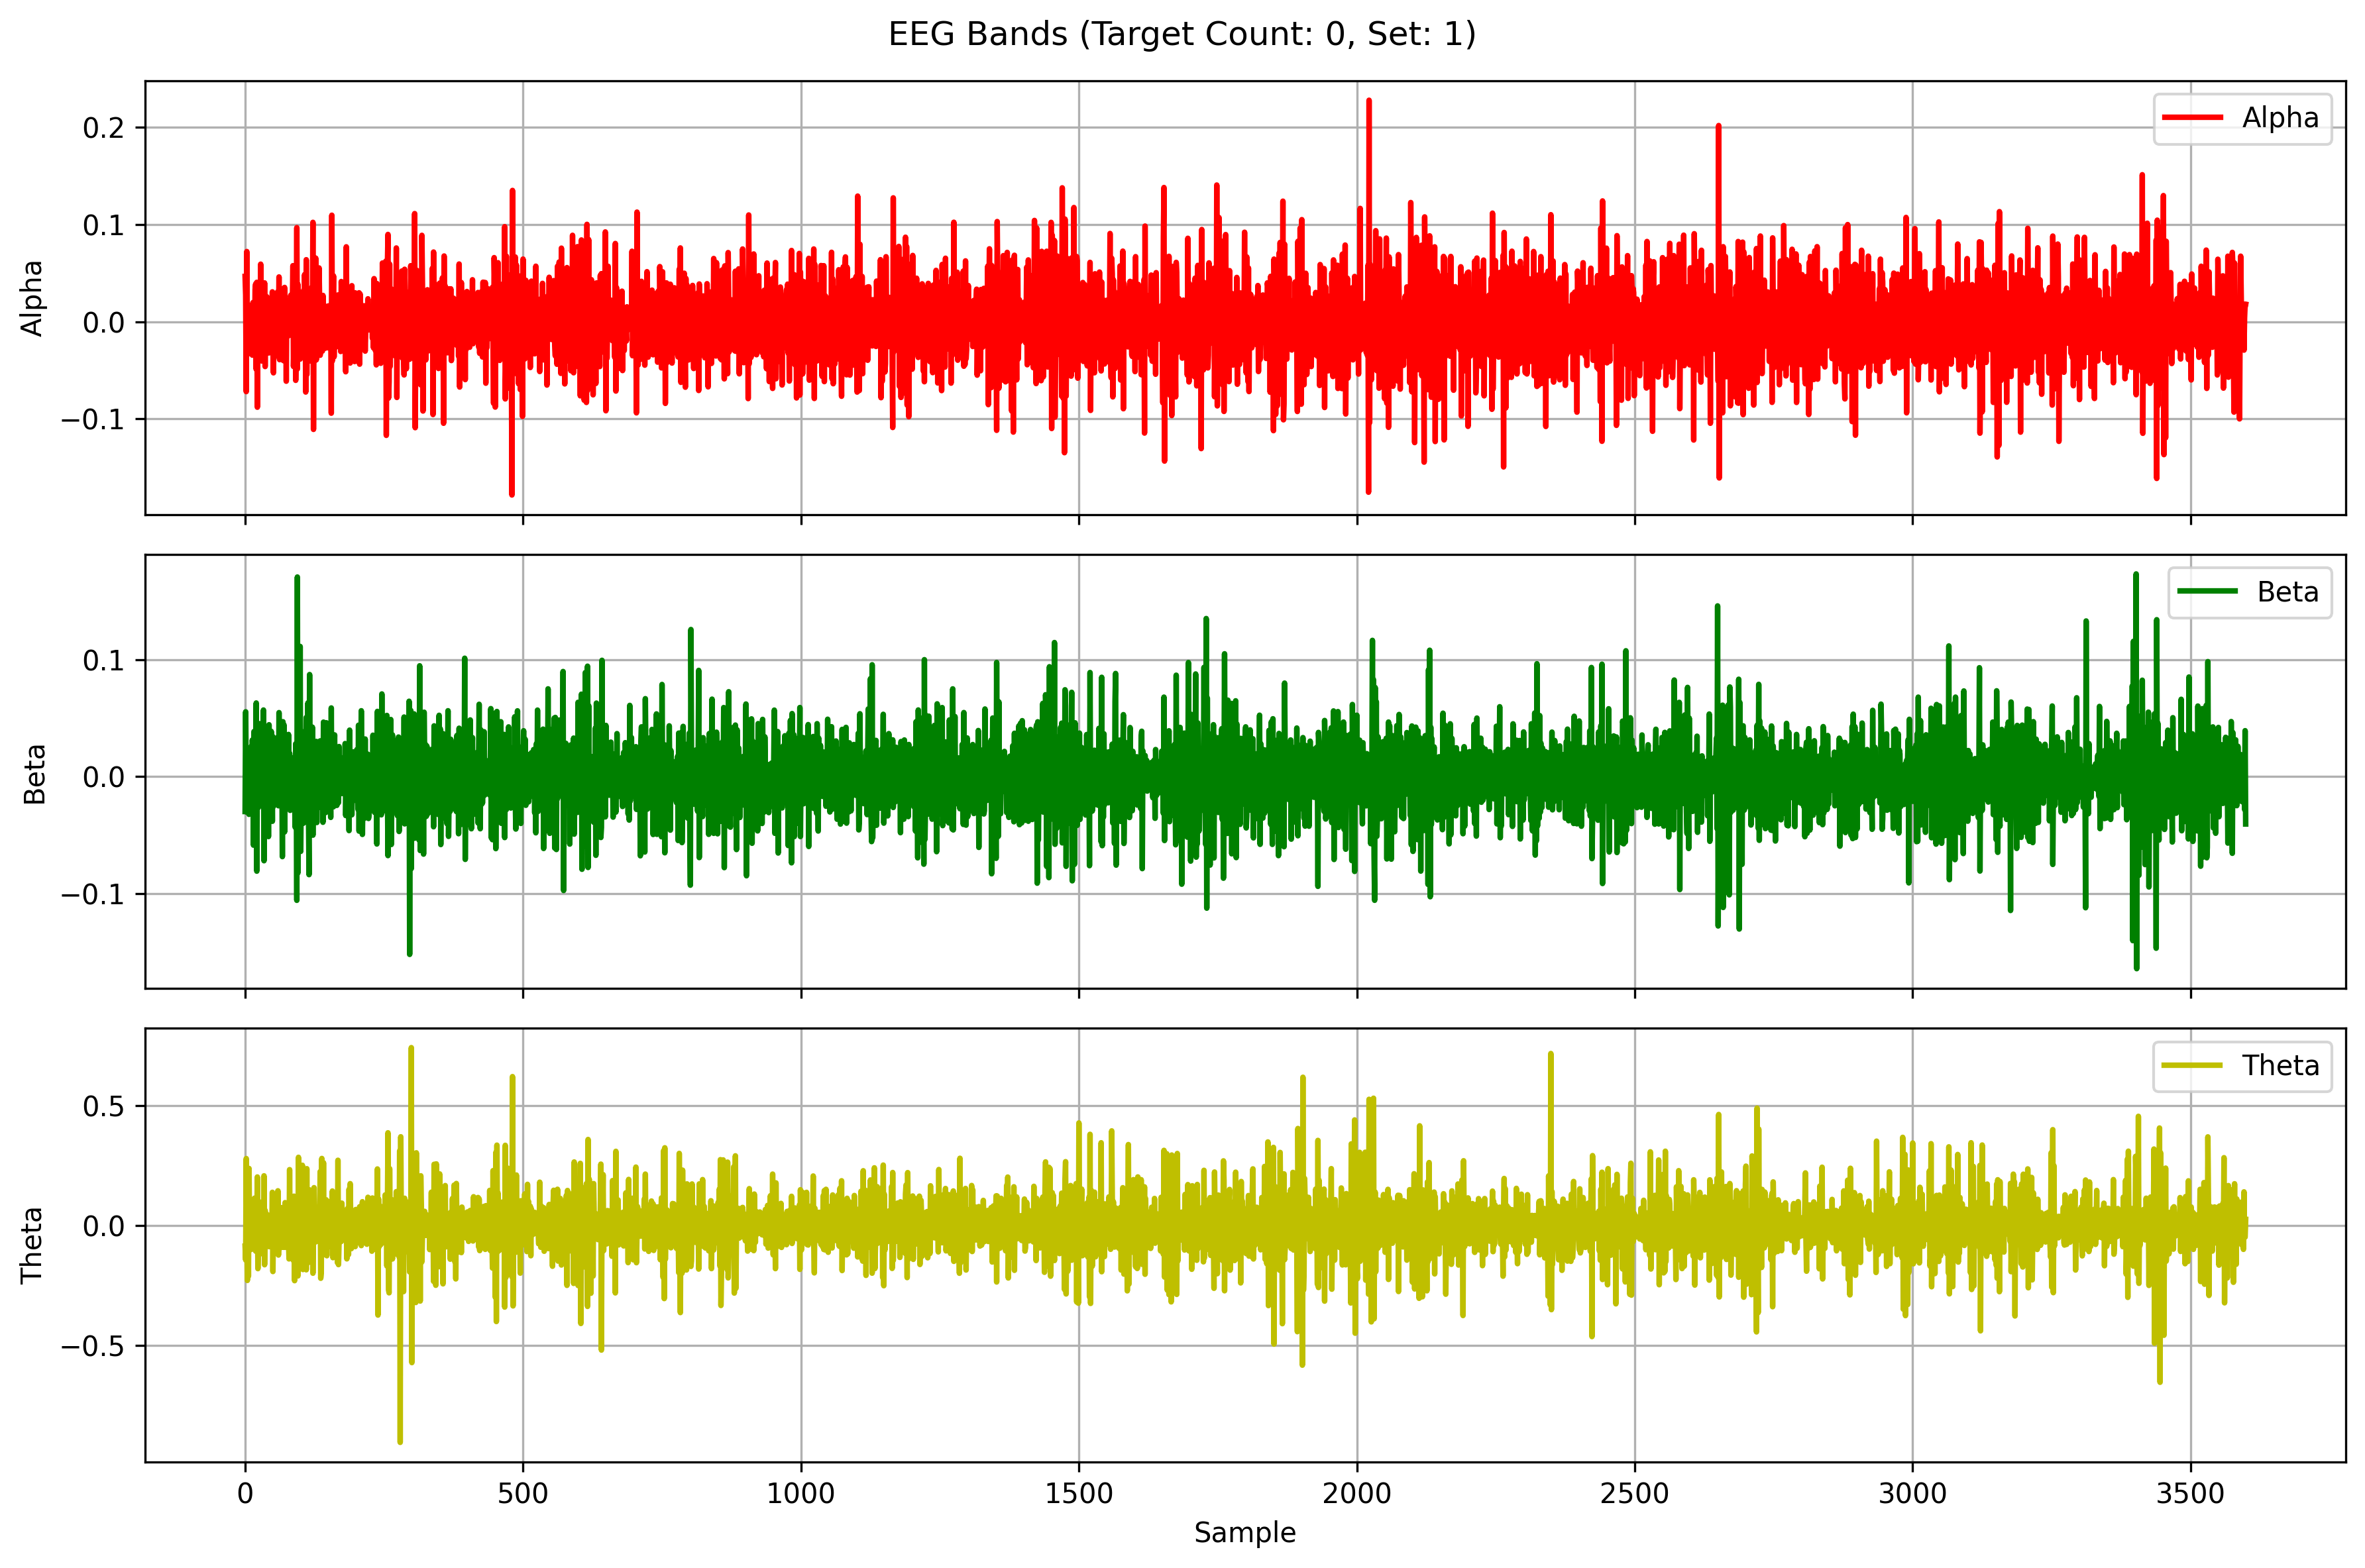 EEG Bands (Target Count: 0, Set: 1)
Alpha
0.2
0.1
0.0
−0.1
Alpha
Beta
0.1
0.0
−0.1
Beta
Theta
0.5
0.0
−0.5
Theta
0 500 1000 1500 2000 2500 3000 3500
Sample